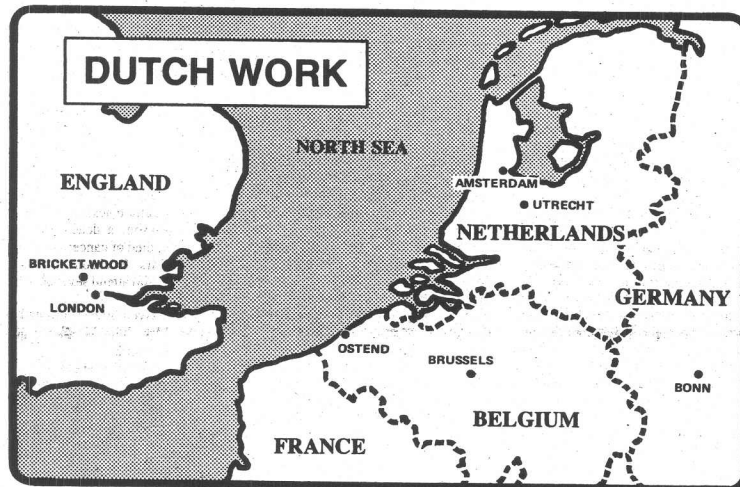 DUTCH WORK
NORTH SEA
ENGLAND
AMSTERDAM
UTRECHT
NETHERLANDS
BRICKET WOOD
LONDON
GERMANY
OSTEND
BRUSSELS
BONN
BELGIUM
FRANCE